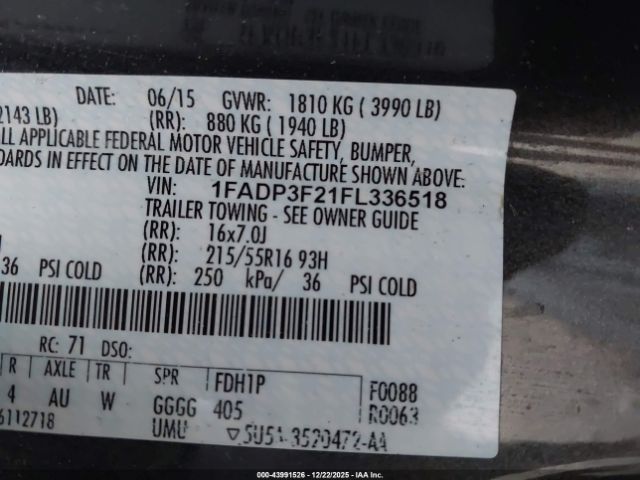 DATE: 06/15 GVWR: 1810 KG ( 3990 LB)
2143 LB) (RR): 880 KG ( 1940 LB)
LL APPLICABLE FEDERAL MOTOR VEHICLE SAFETY, BUMPER,
DARDS IN EFFECT ON THE DATE OF MANUFACTURE SHOWN ABOVE.
VIN: 1FADP3F21FL336518
TRAILER TOWING - SEE OWNER GUIDE
(RR): 16x7.0J
(RR): 215/55R16 93H
36 PSI COLD (RR): 250 kPa/ 36 PSI COLD
RC: 71 DSO:
R AXLE TR SPR FDH1P F0088
4 AU W GGGG 405 R0063
6112718 UMU 5U5A-3520472-AA
000-43991526 - 12/22/2025 - IAA Inc.